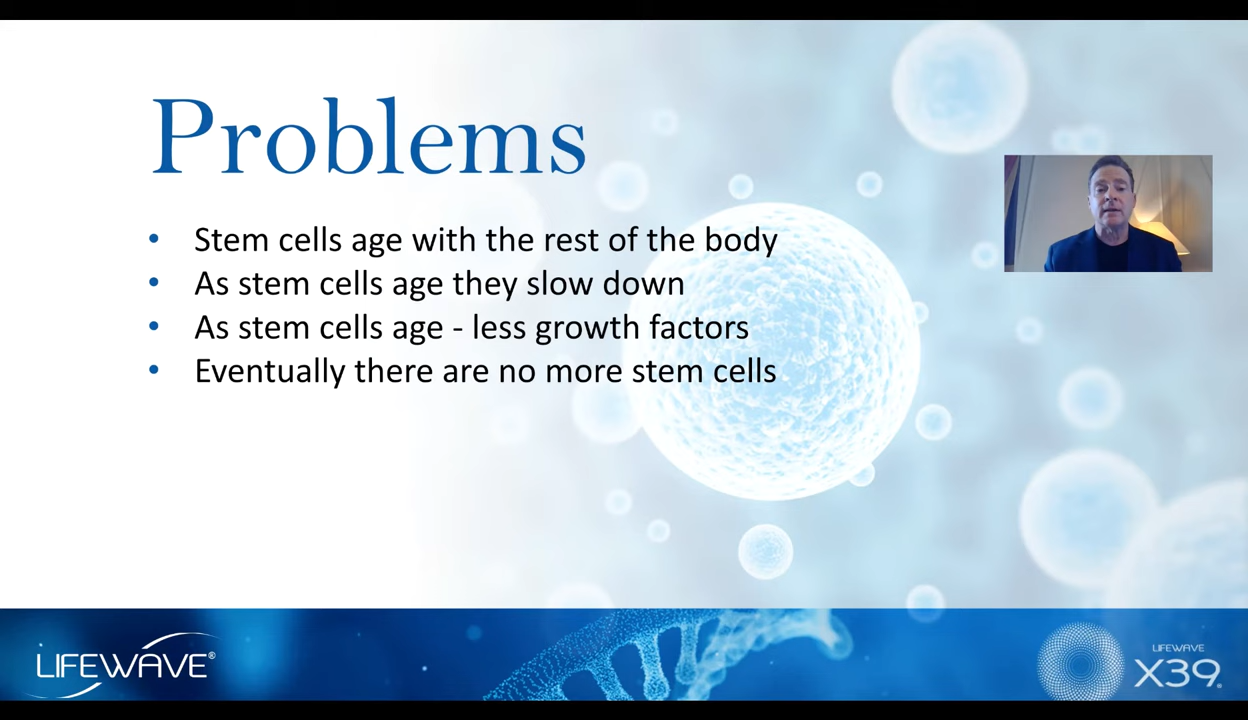 Problems
• Stem cells age with the rest of the body
• As stem cells age they slow down
• As stem cells age - less growth factors
• Eventually there are no more stem cells
LIFEWAVE®
LIFEWAVE
X39®